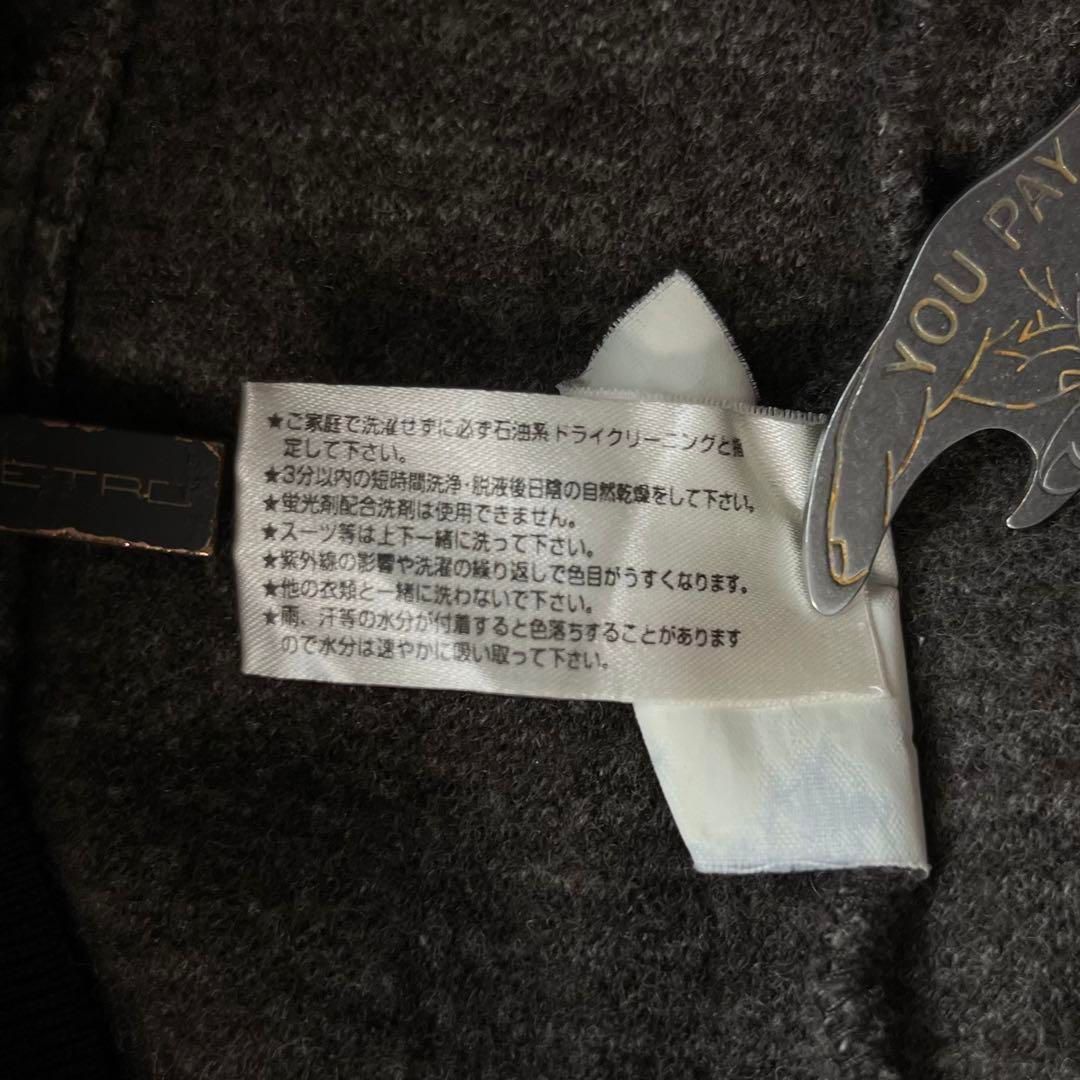 ★ご家庭で洗濯せずに必ず石油系ドライクリーニングと指
定して下さい。
★3分以内の短時間洗浄・脱液後日陰の自然乾燥をして下さい。
★蛍光剤配合洗剤は使用できません。
★スーツ等は上下一緒に洗って下さい。
★紫外線の影響や洗濯の繰り返しで色目がうすくなります。
★他の衣類と一緒に洗わないで下さい。
★雨、汗等の水分が付着すると色落ちすることがあります
ので水分は速やかに吸い取って下さい。
ETRO
YOU PAY